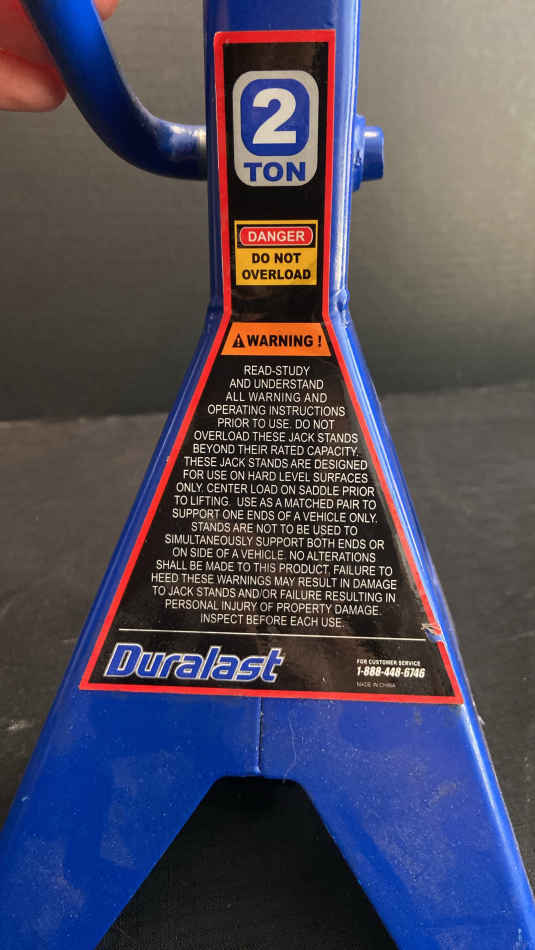 2
TON
DANGER
DO NOT
OVERLOAD
WARNING !
READ-STUDY
AND UNDERSTAND
ALL WARNING AND
OPERATING INSTRUCTIONS
PRIOR TO USE. DO NOT
OVERLOAD THESE JACK STANDS
BEYOND THEIR RATED CAPACITY.
THESE JACK STANDS ARE DESIGNED
FOR USE ON HARD LEVEL SURFACES
ONLY. CENTER LOAD ON SADDLE PRIOR
TO LIFTING. USE AS A MATCHED PAIR TO
SUPPORT ONE ENDS OF A VEHICLE ONLY.
STANDS ARE NOT TO BE USED TO
SIMULTANEOUSLY SUPPORT BOTH ENDS OR
ON SIDE OF A VEHICLE. NO ALTERATIONS
SHALL BE MADE TO THIS PRODUCT. FAILURE TO
HEED THESE WARNINGS MAY RESULT IN DAMAGE
TO JACK STANDS AND/OR FAILURE RESULTING IN
PERSONAL INJURY OF PROPERTY DAMAGE.
INSPECT BEFORE EACH USE.
Duralast
FOR CUSTOMER SERVICE
1-888-448-6746
MADE IN CHINA